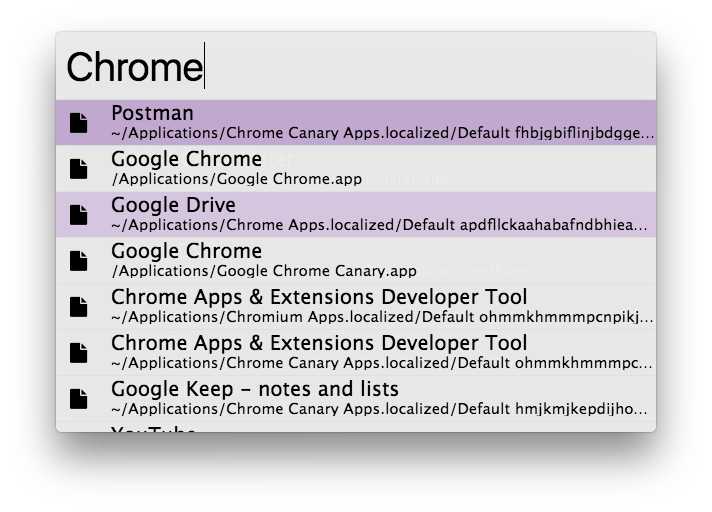 Chrome
Postman
~/Applications/Chrome Canary Apps.localized/Default fhbjgbiflinjbdgge...
Google Chrome
/Applications/Google Chrome.app
Google Drive
~/Applications/Chrome Apps.localized/Default apdfllckaahabafndbhiea...
Google Chrome
/Applications/Google Chrome Canary.app
Chrome Apps & Extensions Developer Tool
~/Applications/Chromium Apps.localized/Default ohmmkhmmmpcnpikj...
Chrome Apps & Extensions Developer Tool
~/Applications/Chrome Canary Apps.localized/Default ohmmkhmmmpc...
Google Keep – notes and lists
~/Applications/Chrome Canary Apps.localized/Default hmjkmjkepdijho...
YouTube